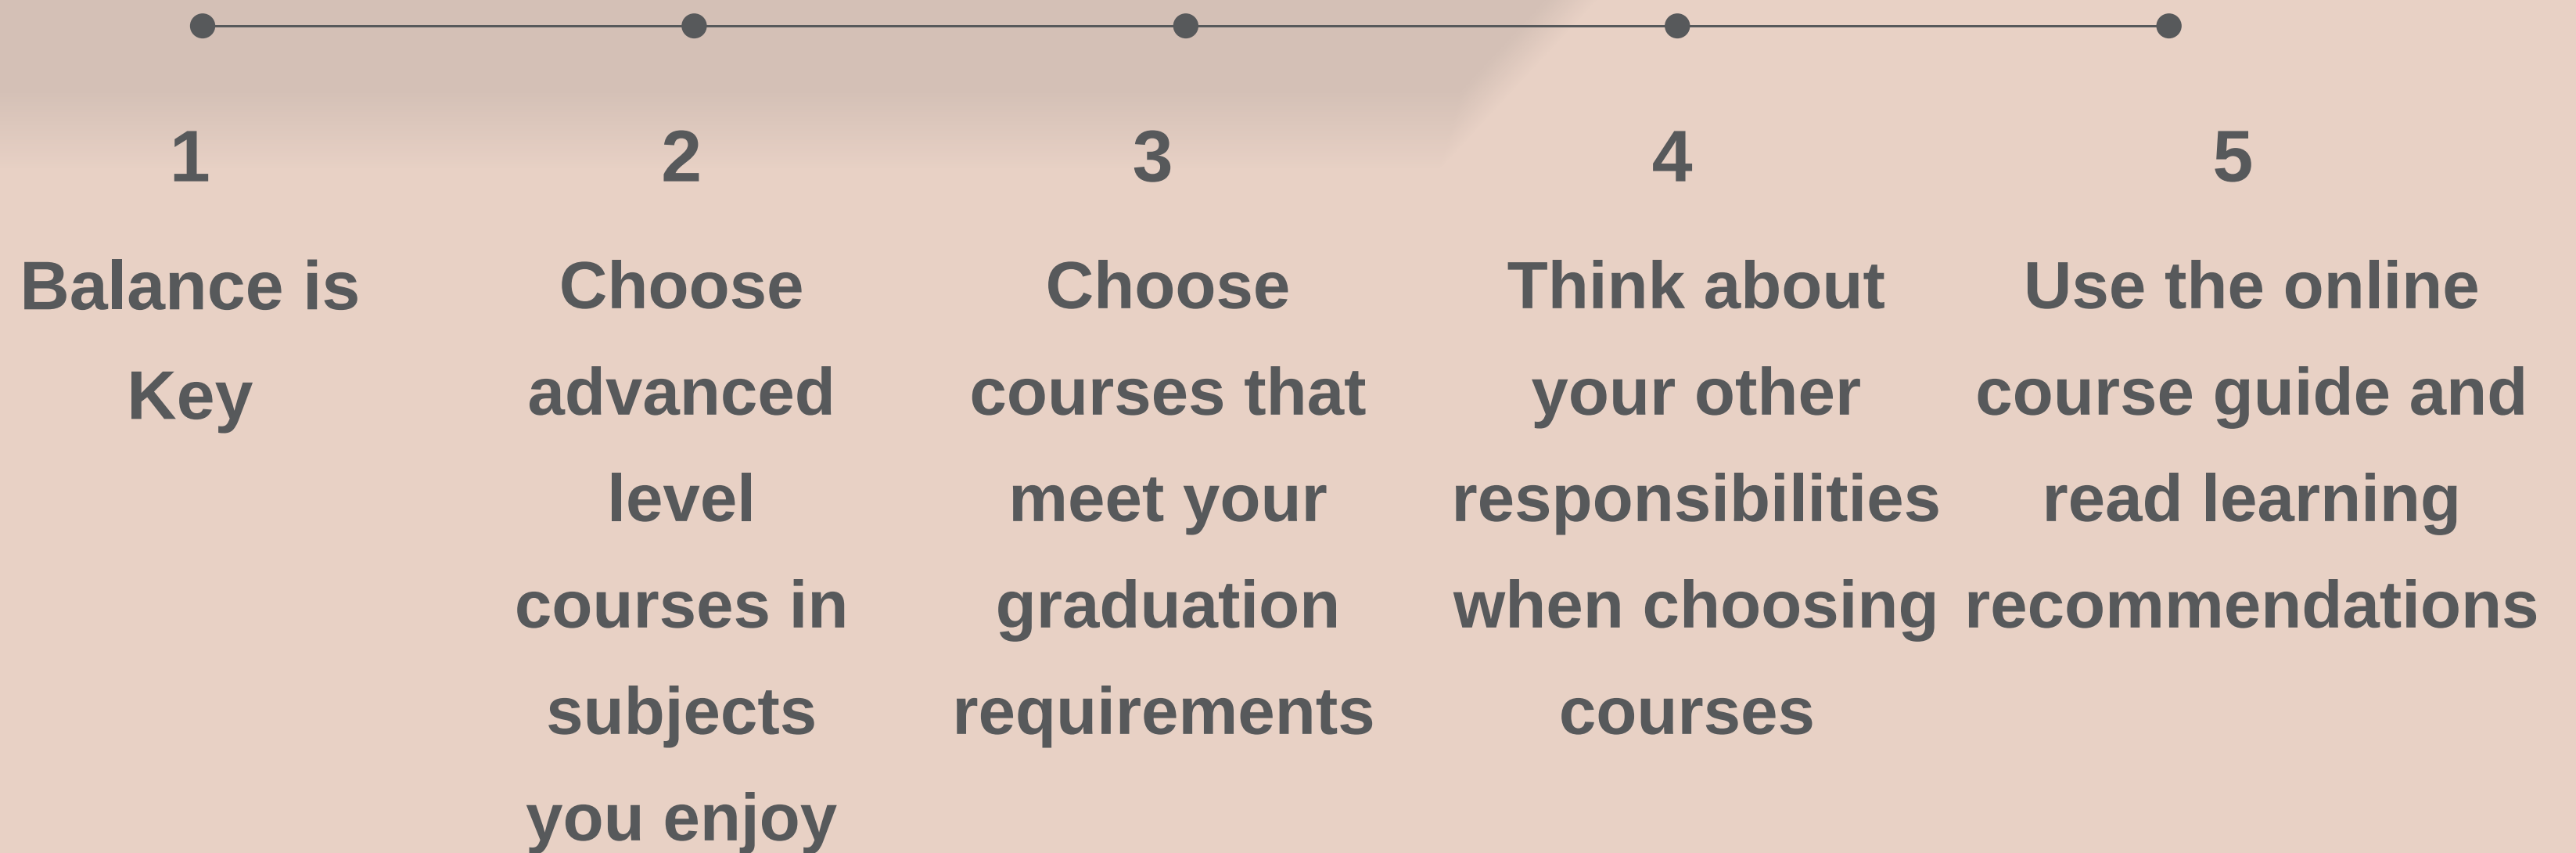 1
Balance is
Key
2
Choose
advanced
level
courses in
subjects
you enjoy
3
Choose
courses that
meet your
graduation
requirements
4
Think about
your other
responsibilities
when choosing
courses
5
Use the online
course guide and
read learning
recommendations